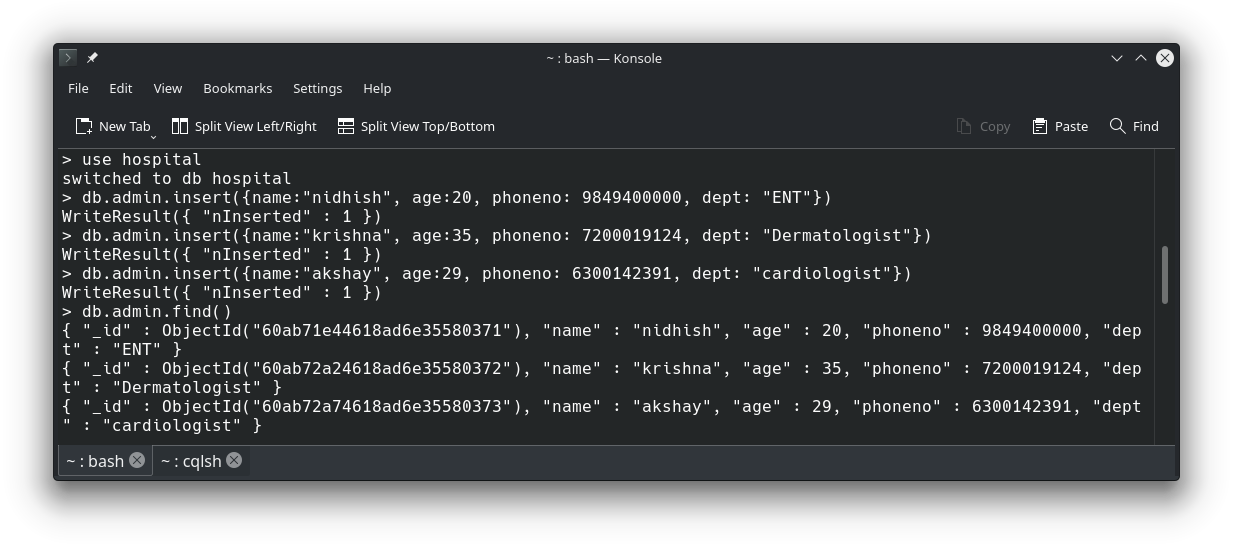 ~ : bash — Konsole
File Edit View Bookmarks Settings Help
New Tab Split View Left/Right Split View Top/Bottom Copy Paste Find
> use hospital
switched to db hospital
> db.admin.insert({name:"nidhish", age:20, phoneno: 9849400000, dept: "ENT"})
WriteResult({ "nInserted" : 1 })
> db.admin.insert({name:"krishna", age:35, phoneno: 7200019124, dept: "Dermatologist"})
WriteResult({ "nInserted" : 1 })
> db.admin.insert({name:"akshay", age:29, phoneno: 6300142391, dept: "cardiologist"})
WriteResult({ "nInserted" : 1 })
> db.admin.find()
{ "_id" : ObjectId("60ab71e44618ad6e35580371"), "name" : "nidhish", "age" : 20, "phoneno" : 9849400000, "dep
t" : "ENT" }
{ "_id" : ObjectId("60ab72a24618ad6e35580372"), "name" : "krishna", "age" : 35, "phoneno" : 7200019124, "dep
t" : "Dermatologist" }
{ "_id" : ObjectId("60ab72a74618ad6e35580373"), "name" : "akshay", "age" : 29, "phoneno" : 6300142391, "dept
" : "cardiologist" }
~ : bash ~ : cqlsh